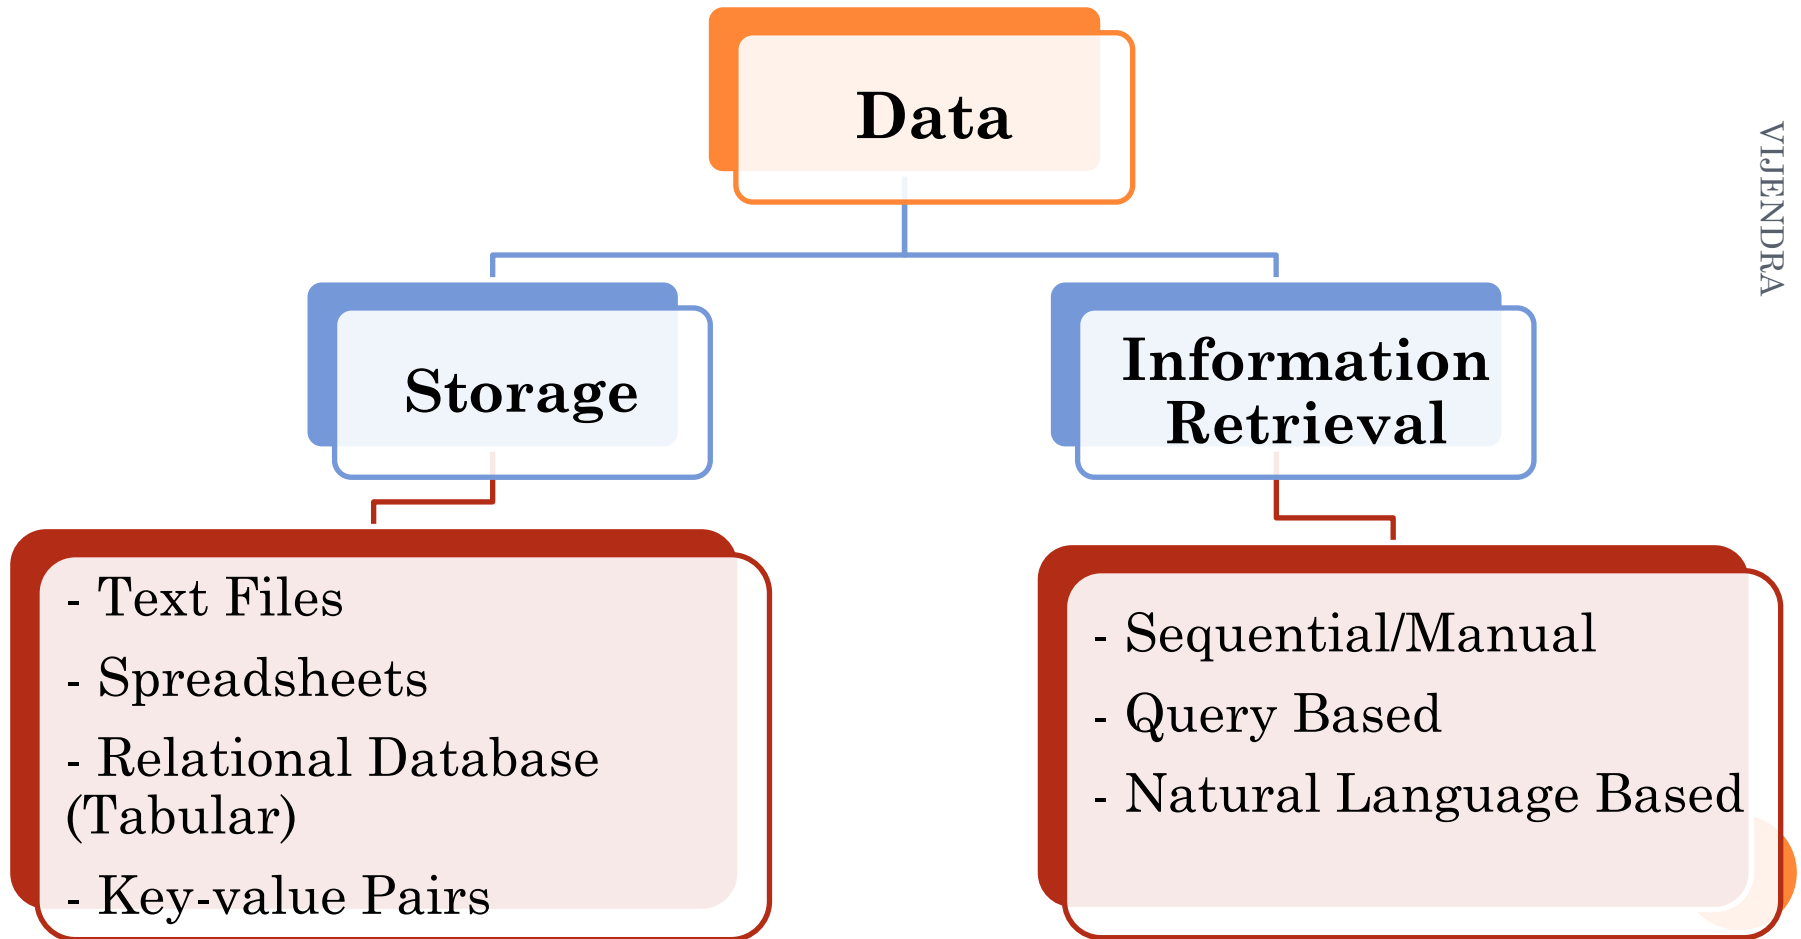 Data
VIJENDRA
Storage
Information
Retrieval
- Text Files
- Spreadsheets
- Relational Database
(Tabular)
- Key-value Pairs
- Sequential/Manual
- Query Based
- Natural Language Based